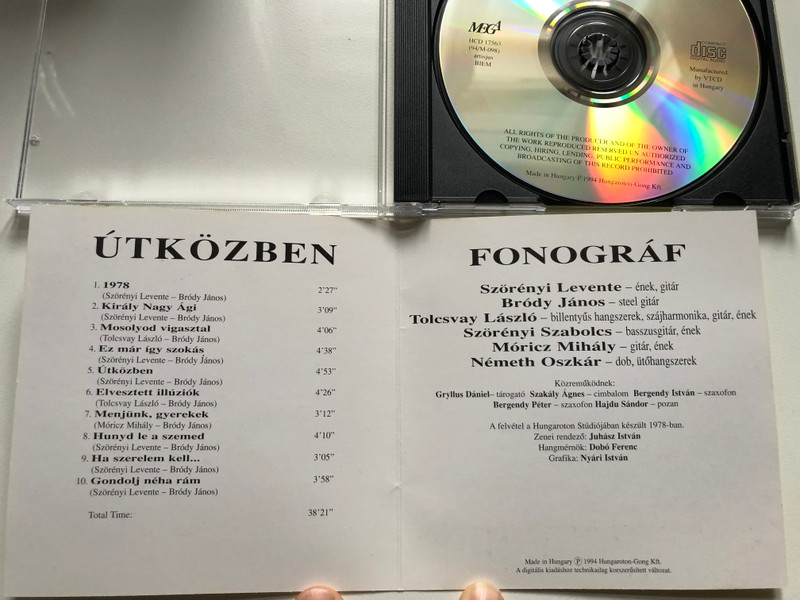 MEGA
HCD 17563
(94/M-098)
artisjus
BIEM
COMPACT
disc
DIGITAL AUDIO
Manufactured
by VTCD
in Hungary
ALL RIGHTS OF THE PRODUCER AND OF THE OWNER OF
THE WORK REPRODUCED RESERVED UN AUTHORIZED
COPYING, HIRING, LENDING, PUBLIC PERFORMANCE AND
BROADCASTING OF THIS RECORD PROHIBITED
Made in Hungary Ⓟ 1994 Hungaroton-Gong Kft.
ÚTKÖZBEN
1. 1978 2'27"
(Szörényi Levente – Bródy János)
2. Király Nagy Ági 3'09"
(Szörényi Levente – Bródy János)
3. Mosolyod vigasztal 4'06"
(Tolcsvay László – Bródy János)
4. Ez már így szokás 4'38"
(Szörényi Levente – Bródy János)
5. Útközben 4'53"
(Szörényi Levente – Bródy János)
6. Elvesztett illúziók 4'26"
(Tolcsvay László – Bródy János)
7. Menjünk, gyerekek 3'12"
(Móricz Mihály – Bródy János)
8. Hunyd le a szemed 4'10"
(Szörényi Levente – Bródy János)
9. Ha szerelem kell... 3'05"
(Szörényi Levente – Bródy János)
10. Gondolj néha rám 3'58"
(Szörényi Levente – Bródy János)
Total Time: 38'21"
FONOGRÁF
Szörényi Levente – ének, gitár
Bródy János – steel gitár
Tolcsvay László – billentyűs hangszerek, szájharmonika, gitár, ének
Szörényi Szabolcs – basszusgitár, ének
Móricz Mihály – gitár, ének
Németh Oszkár – dob, ütőhangszerek
Közreműködnek:
Gryllus Dániel– tárogató Szakály Ágnes – cimbalom Bergendy István – szaxofon
Bergendy Péter – szaxofon Hajdu Sándor – pozan
A felvétel a Hungaroton Stúdiójában készült 1978-ban.
Zenei rendező: Juhász István
Hangmérnök: Dobó Ferenc
Grafika: Nyári István
Made in Hungary Ⓟ 1994 Hungaroton-Gong Kft.
A digitális kiadáshoz technikailag korszerűsített változat.